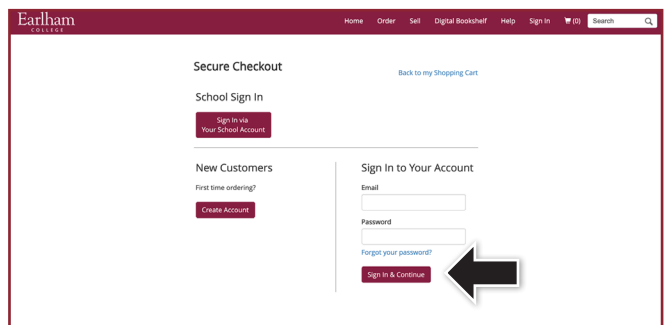 Earlham
COLLEGE
Home Order Sell Digital Bookshelf Help Sign In (0) Search
Secure Checkout
Back to my Shopping Cart
School Sign In
Sign In via
Your School Account
New Customers
First time ordering?
Create Account
Sign In to Your Account
Email
Password
Forgot your password?
Sign In & Continue